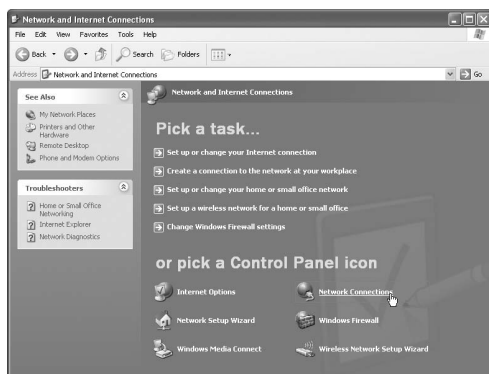 Network and Internet Connections
File Edit View Favorites Tools Help
Back Search Folders
Address Network and Internet Connections Go
See Also
My Network Places
Printers and Other
Hardware
Remote Desktop
Phone and Modem Options
Troubleshooters
Home or Small Office
Networking
Internet Explorer
Network Diagnostics
Network and Internet Connections
Pick a task...
Set up or change your Internet connection
Create a connection to the network at your workplace
Set up or change your home or small office network
Set up a wireless network for a home or small office
Change Windows Firewall settings
or pick a Control Panel icon
Internet Options Network Connections
Network Setup Wizard Windows Firewall
Windows Media Connect Wireless Network Setup Wizard